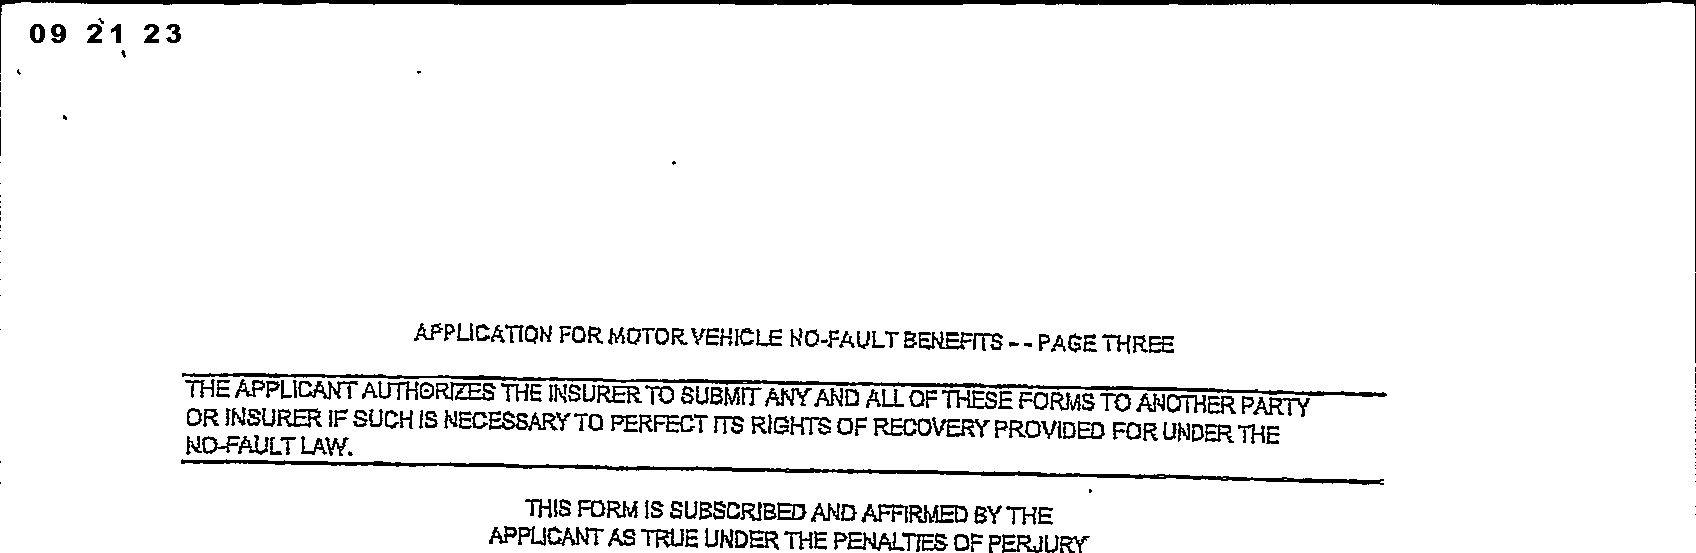 09 21 23
APPLICATION FOR MOTOR VEHICLE NO-FAULT BENEFITS - - PAGE THREE
THE APPLICANT AUTHORIZES THE INSURER TO SUBMIT ANY AND ALL OF THESE FORMS TO ANOTHER PARTY
OR INSURER IF SUCH IS NECESSARY TO PERFECT ITS RIGHTS OF RECOVERY PROVIDED FOR UNDER THE
NO-FAULT LAW.
THIS FORM IS SUBSCRIBED AND AFFIRMED BY THE
APPLICANT AS TRUE UNDER THE PENALTIES OF PERJURY